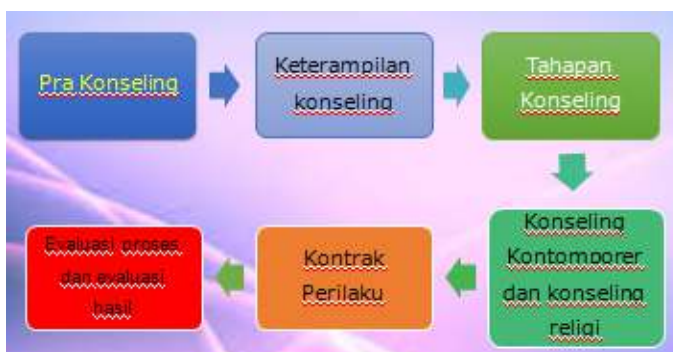 Pra Konseling
Keterampilan
konseling
Tahapan
Konseling
Konseling
Kontomporer
dan konseling
religi
Kontrak
Perilaku
Evaluasi proses
dan evaluasi
hasil